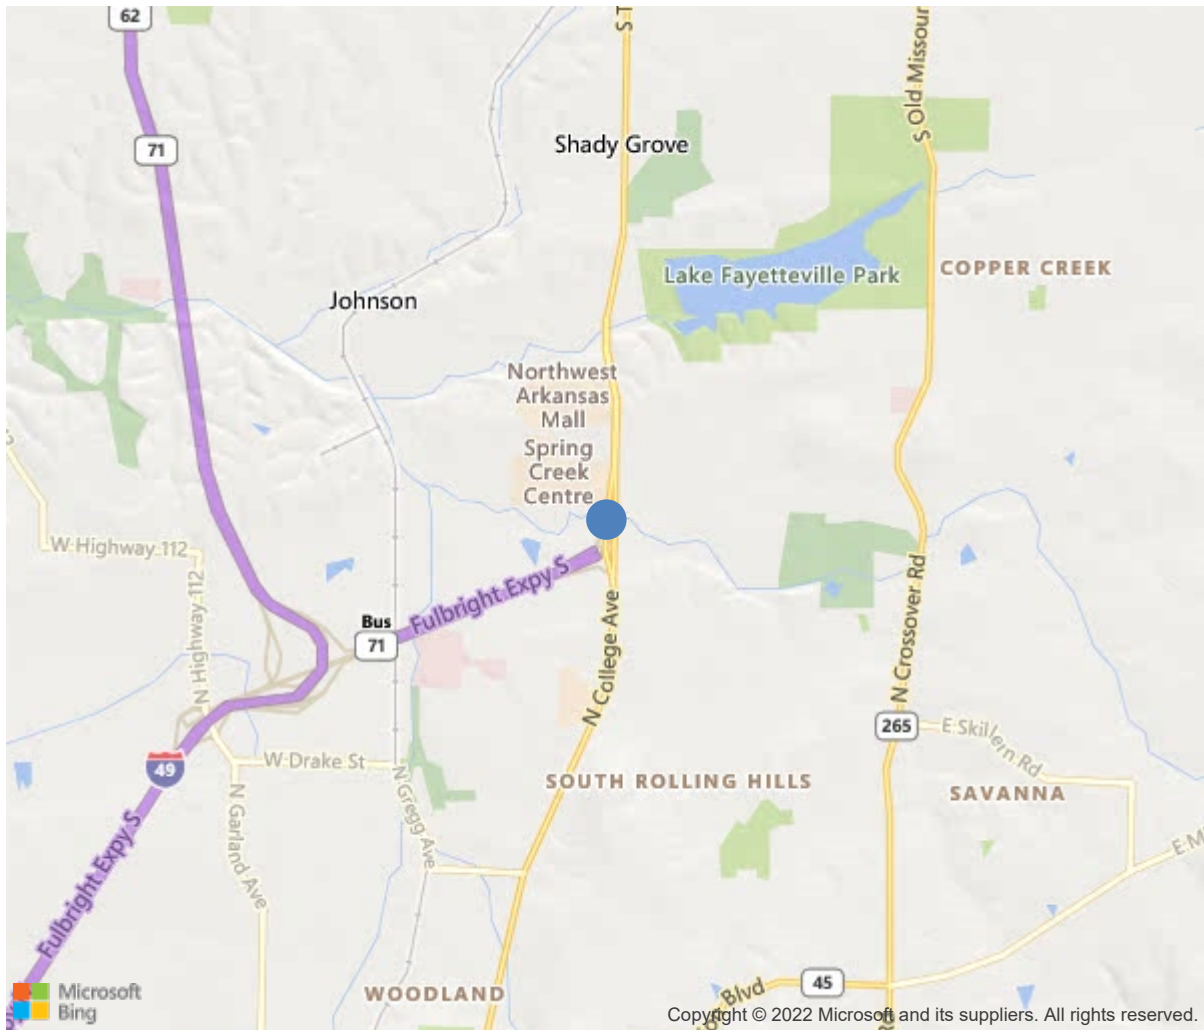 62
S T
S Old Missour
71
Shady Grove
Lake Fayetteville Park
COPPER CREEK
Johnson
Northwest
Arkansas
Mall
Spring
Creek
Centre
W Highway 112
N Highway 112
Fulbright Expy S
Bus
71
N College Ave
N Crossover Rd
265
E Skillern Rd
49
W Drake St
N Gregg Ave
N Garland Ave
SOUTH ROLLING HILLS
SAVANNA
E M
Fulbright Expy S
WOODLAND
45
on Blvd
Microsoft
Bing
Copyright © 2022 Microsoft and its suppliers. All rights reserved.